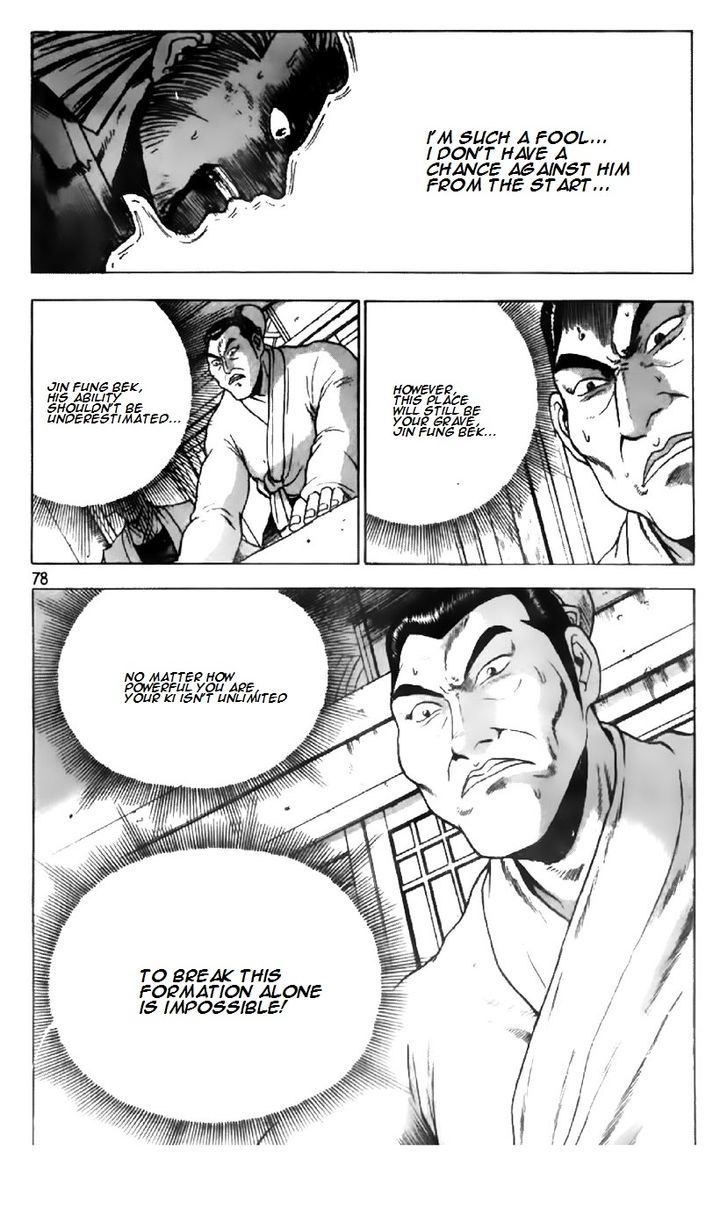 I'M SUCH A FOOL...
I DON'T HAVE A
CHANCE AGAINST HIM
FROM THE START...
JIN FUNG BEK,
HIS ABILITY
SHOULDN'T BE
UNDERESTIMATED...
HOWEVER,
THIS PLACE
WILL STILL BE
YOUR GRAVE,
JIN FUNG BEK...
78
NO MATTER HOW
POWERFUL YOU ARE,
YOUR KI ISN'T UNLIMITED
TO BREAK THIS
FORMATION ALONE
IS IMPOSSIBLE!